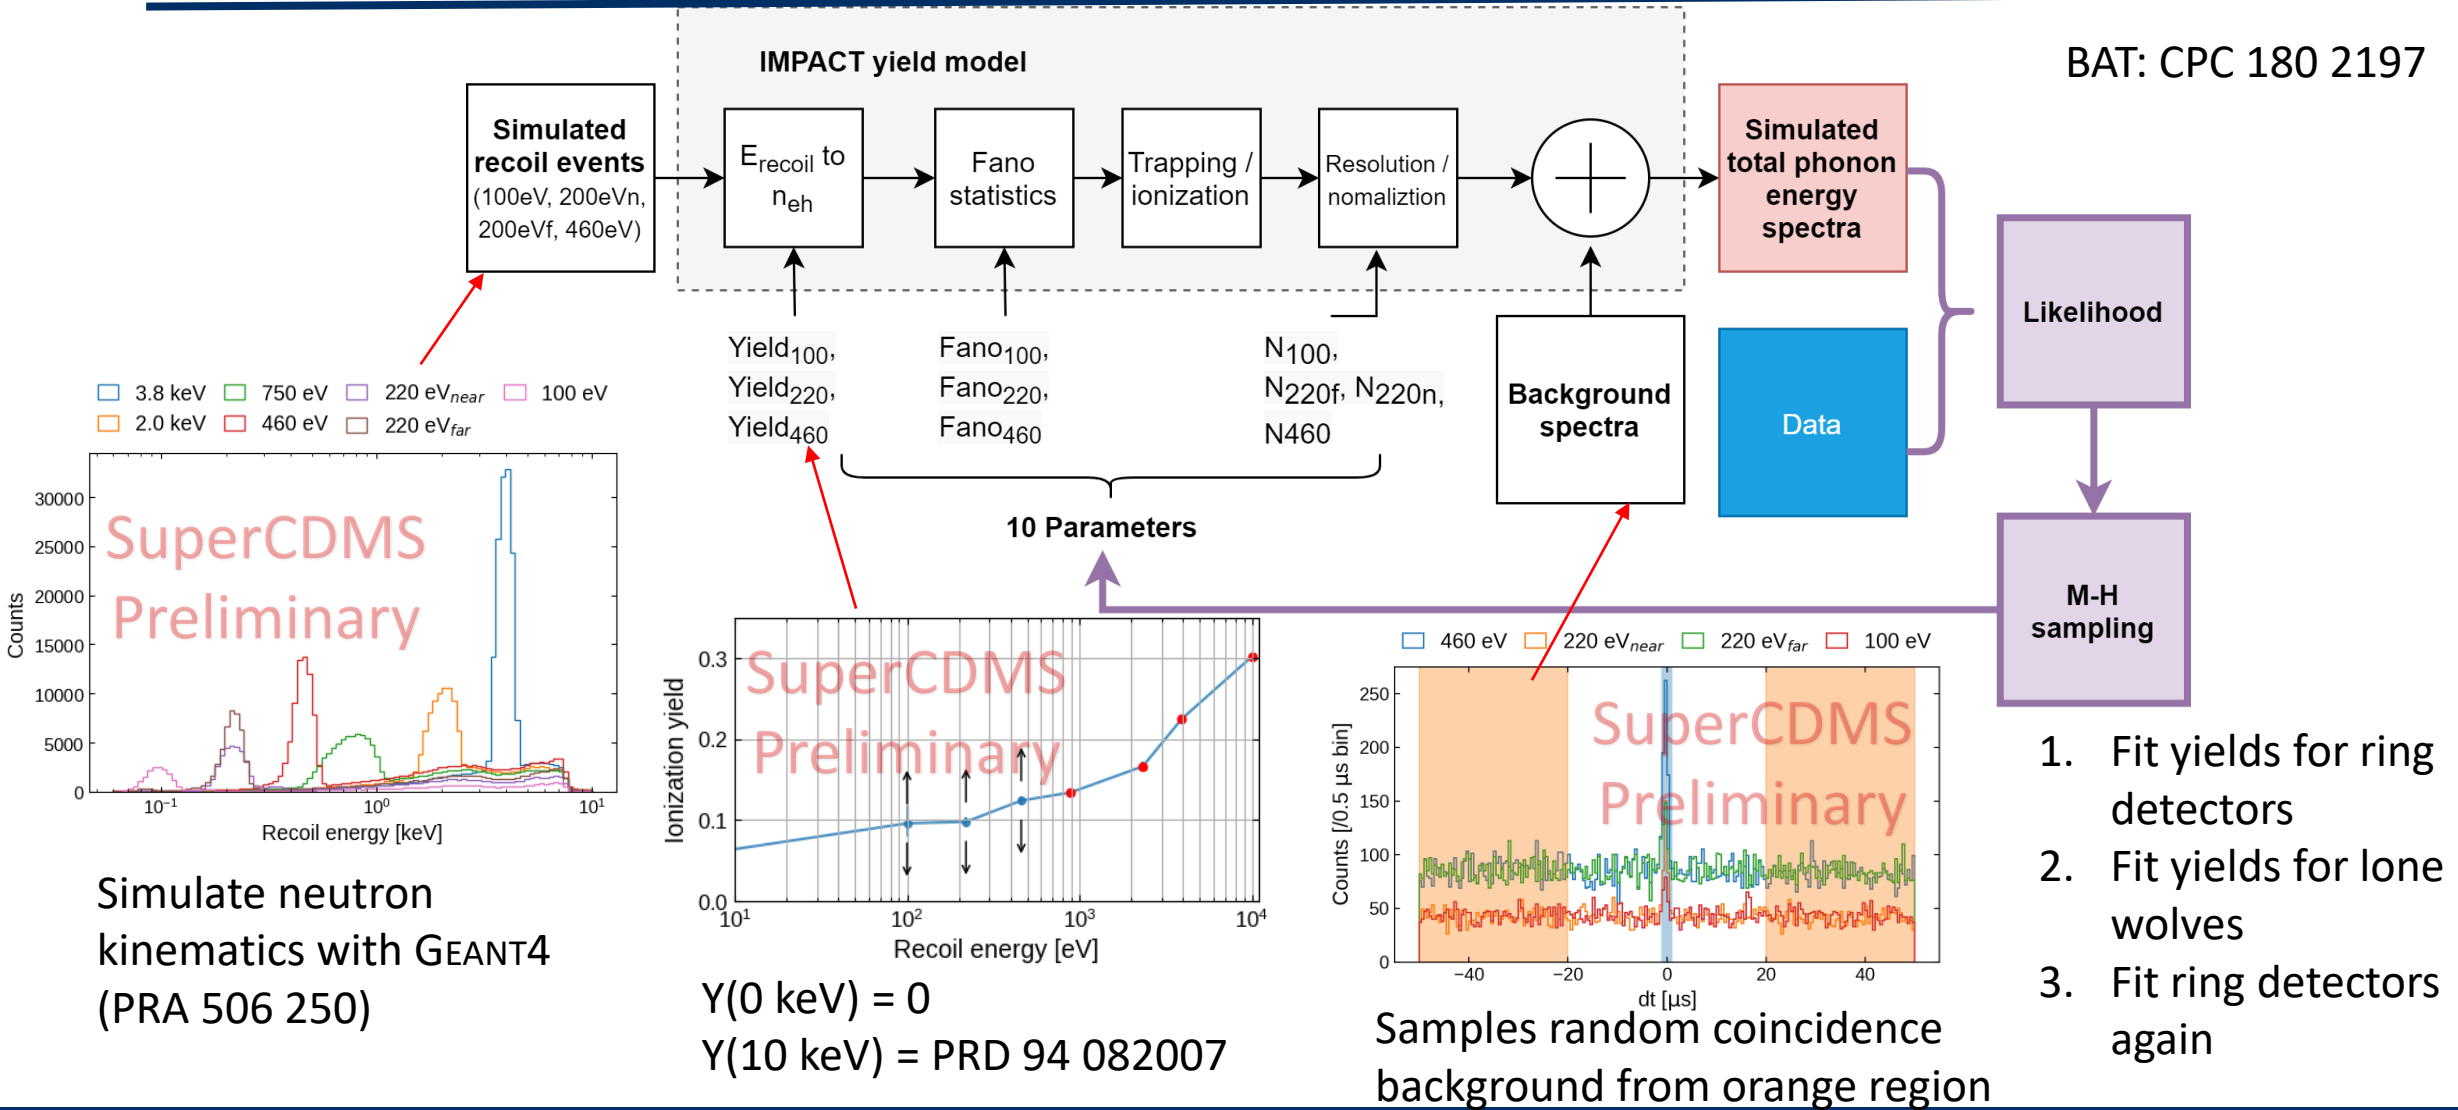 IMPACT yield model
BAT: CPC 180 2197
Simulated
recoil events
(100eV, 200eVn,
200eVf, 460eV)
Erecoil to
neh
Fano
statistics
Trapping /
ionization
Resolution /
nomaliztion
Simulated
total phonon
energy
spectra
Likelihood
Yield100,
Yield220,
Yield460
Fano100,
Fano220,
Fano460
N100,
N220f, N220n,
N460
10 Parameters
Background
spectra
Data
M-H
sampling
3.8 keV 750 eV 220 eVnear 100 eV
2.0 keV 460 eV 220 eVfar
SuperCDMS
Preliminary
Counts
30000
25000
20000
15000
10000
5000
0
10−1 100 101
Recoil energy [keV]
Simulate neutron
kinematics with GEANT4
(PRA 506 250)
SuperCDMS
Preliminary
Ionization yield
0.3
0.2
0.1
0.0
101 102 103 104
Recoil energy [eV]
Y(0 keV) = 0
Y(10 keV) = PRD 94 082007
460 eV 220 eVnear 220 eVfar 100 eV
SuperCDMS
Preliminary
Counts [/0.5 µs bin]
250
200
150
100
50
0
−40 −20 0 20 40
dt [µs]
Samples random coincidence
background from orange region
1. Fit yields for ring
detectors
2. Fit yields for lone
wolves
3. Fit ring detectors
again